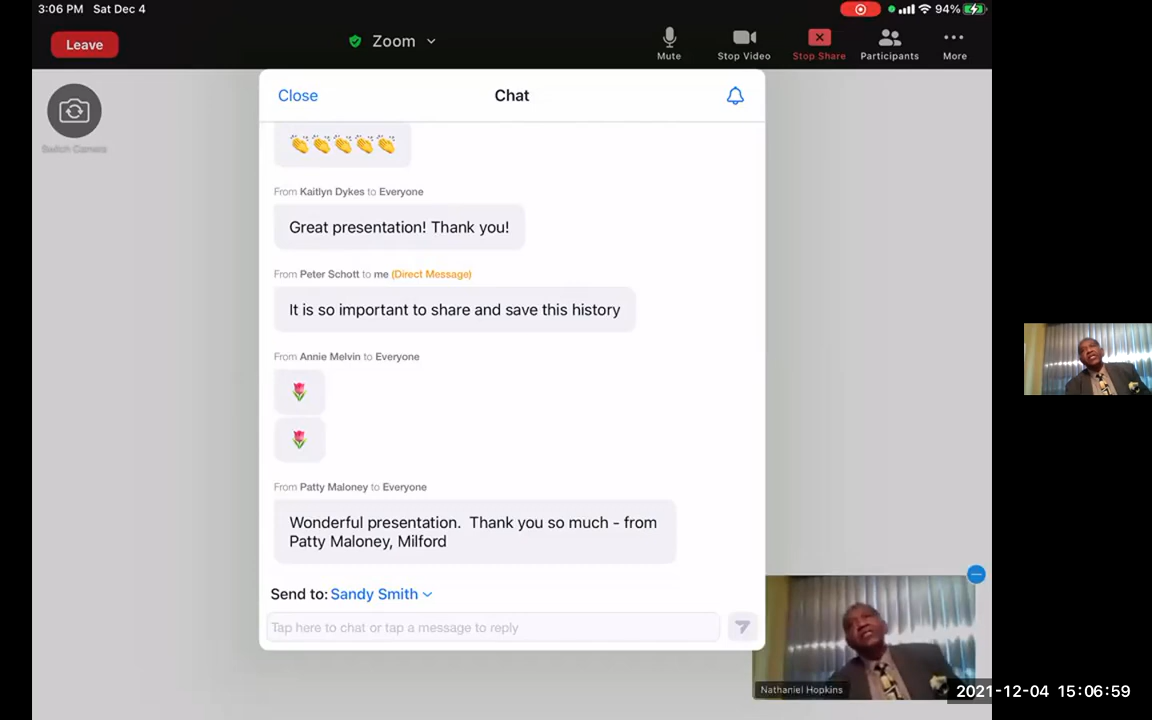 3:06 PM Sat Dec 4
94%
Leave
Zoom
Mute
Stop Video
Stop Share
Participants
More
Switch Camera
Close
Chat
From Kaitlyn Dykes to Everyone
Great presentation! Thank you!
From Peter Schott to me (Direct Message)
It is so important to share and save this history
From Annie Melvin to Everyone
From Patty Maloney to Everyone
Wonderful presentation. Thank you so much - from
Patty Maloney, Milford
Send to: Sandy Smith
Tap here to chat or tap a message to reply
Nathaniel Hopkins
2021-12-04 15:06:59